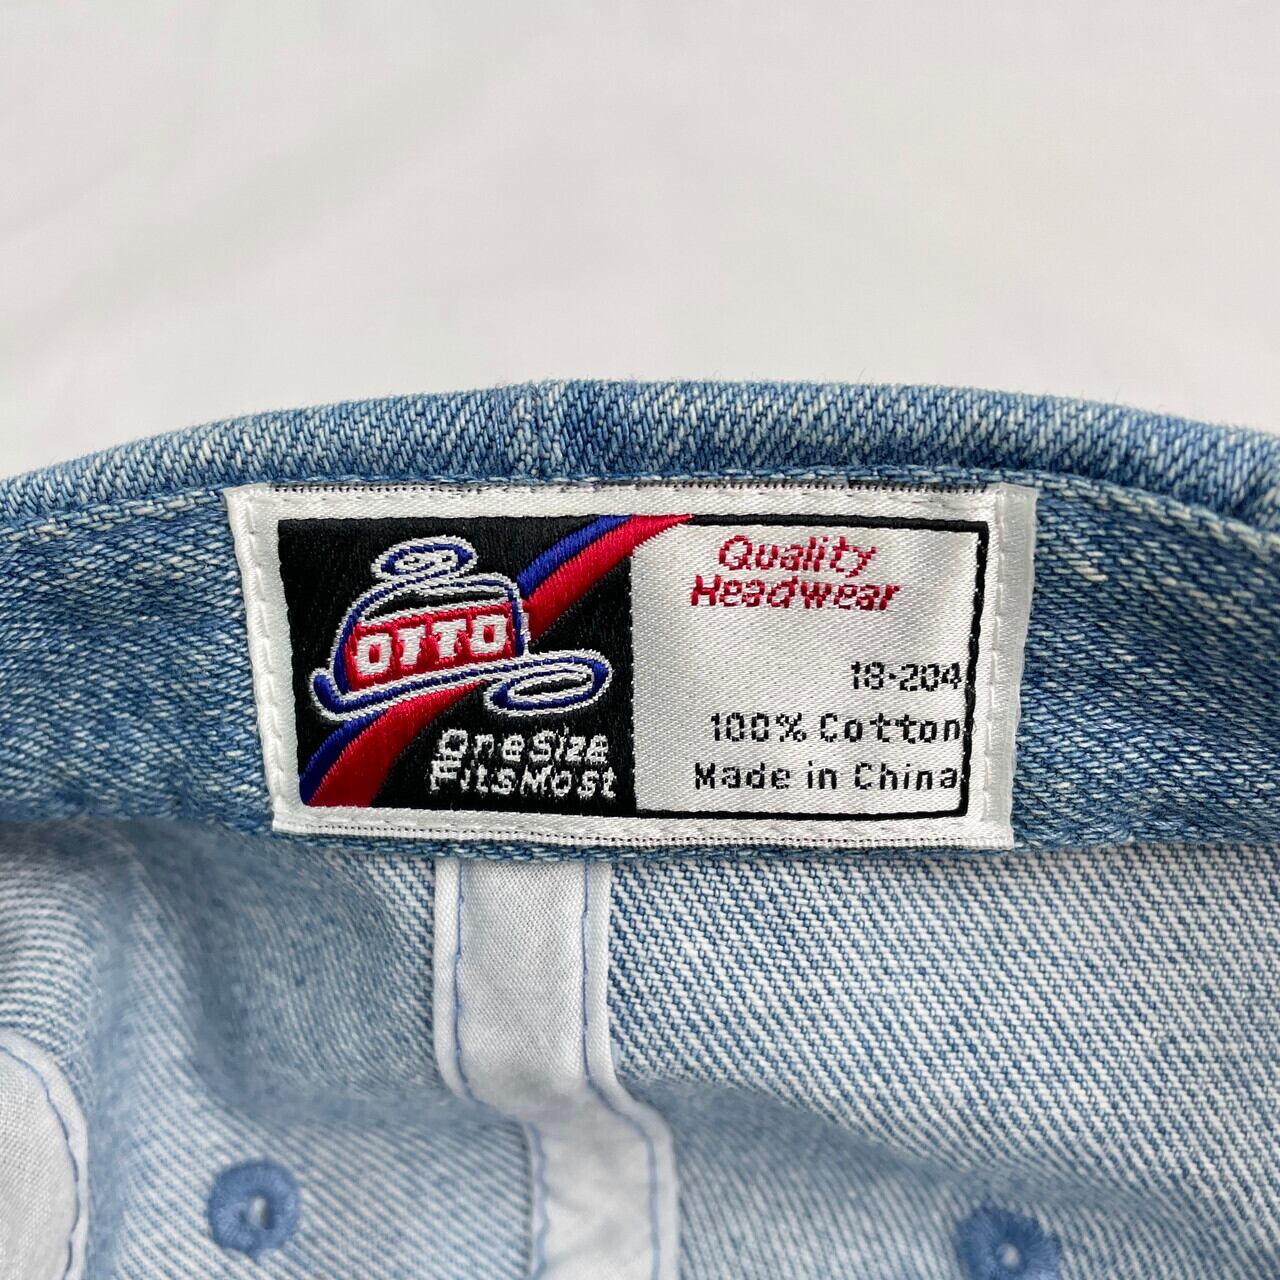 OTTO
One Size
Fits Most
Quality
Headwear
18-204
100% Cotton
Made in China